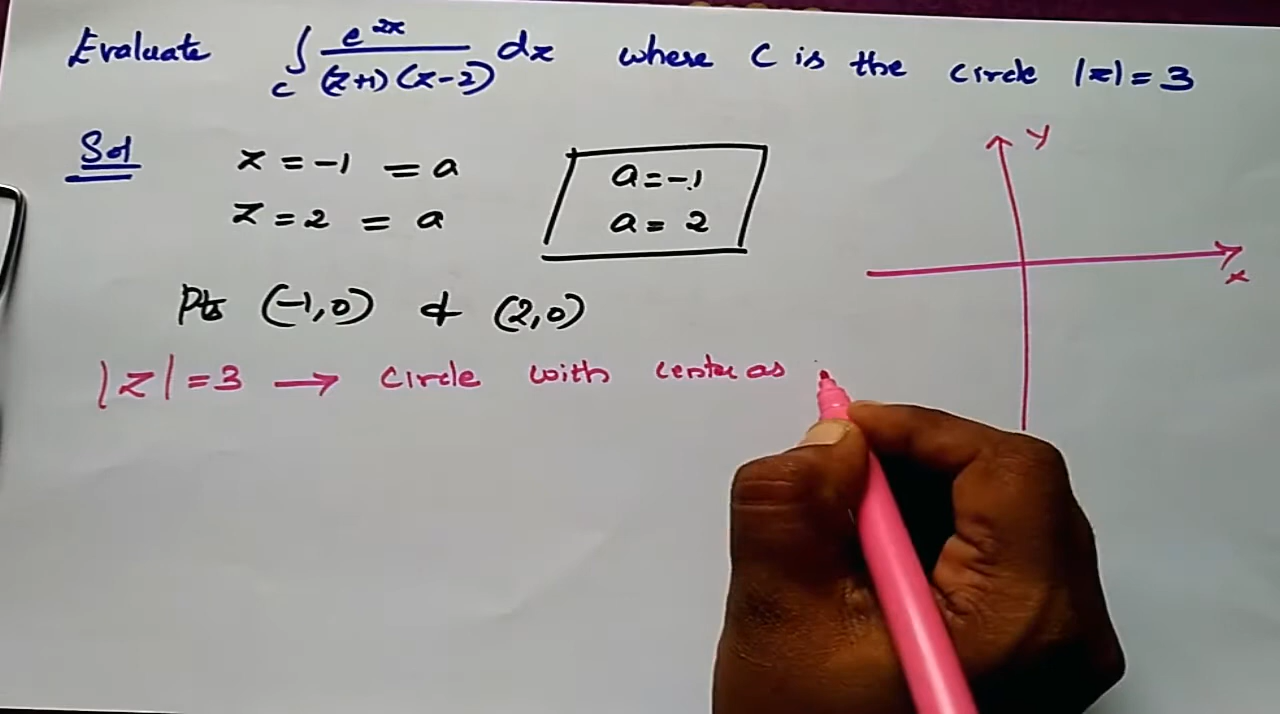 Evaluate ∫_C e^{2z}/((z+1)(z-2)) dz where C is the circle |z| = 3
Sol
z = -1 = a
z = 2 = a
a = -1
a = 2
Pts (-1,0) & (2,0)
|z| = 3 → circle with center as
y
x